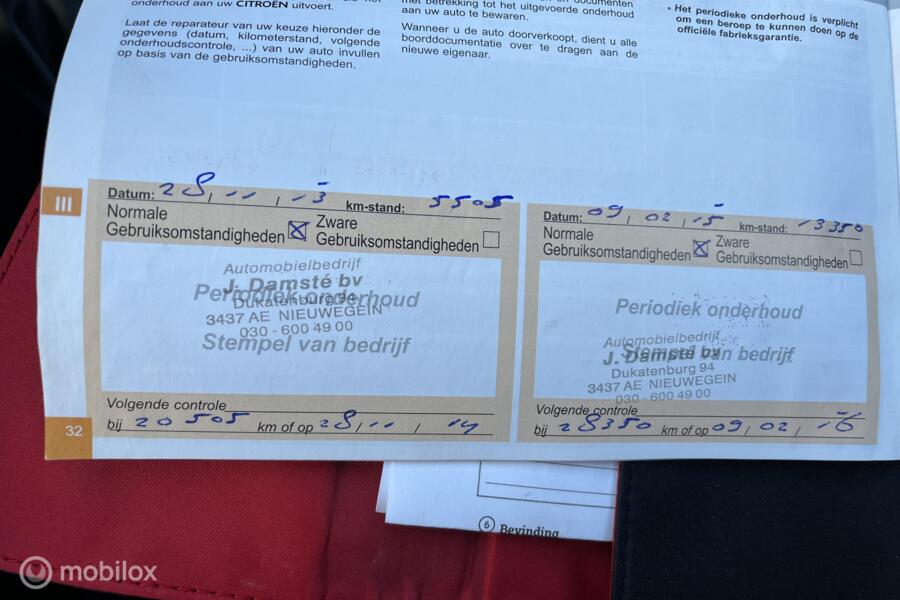 onderhoud aan uw CITROËN uitvoert.
Laat de reparateur van uw keuze hieronder de
gegevens (datum, kilometerstand, volgende
onderhoudscontrole, ...) van uw auto invullen
op basis van de gebruiksomstandigheden.
met betrekking tot het uitgevoerde onderhoud
aan uw auto te bewaren.
Wanneer u de auto doorverkoopt, dient u alle
boorddocumentatie over te dragen aan de
nieuwe eigenaar.
• Het periodieke onderhoud is verplicht
om een beroep te kunnen doen op de
officiële fabrieksgarantie.
III
Datum: 28, 11, 13 km-stand: 5505
Normale
Gebruiksomstandigheden
Zware
Gebruiksomstandigheden
Automobielbedrijf
J. Damsté bv
Periodiek onderhoud
Dukatenburg 94
3437 AE NIEUWEGEIN
030 - 600 49 00
Stempel van bedrijf
Volgende controle
bij 20505 km of op 28, 11, 14
Datum: 09, 02, 15 km-stand: 13350
Normale
Gebruiksomstandigheden
Zware
Gebruiksomstandigheden
Periodiek onderhoud
Automobielbedrijf
J. Damsté bv
Stempel van bedrijf
Dukatenburg 94
3437 AE NIEUWEGEIN
030 - 600 49 00
Volgende controle
bij 28350 km of op 09, 02, 16
32
6 Bevinding
mobilox